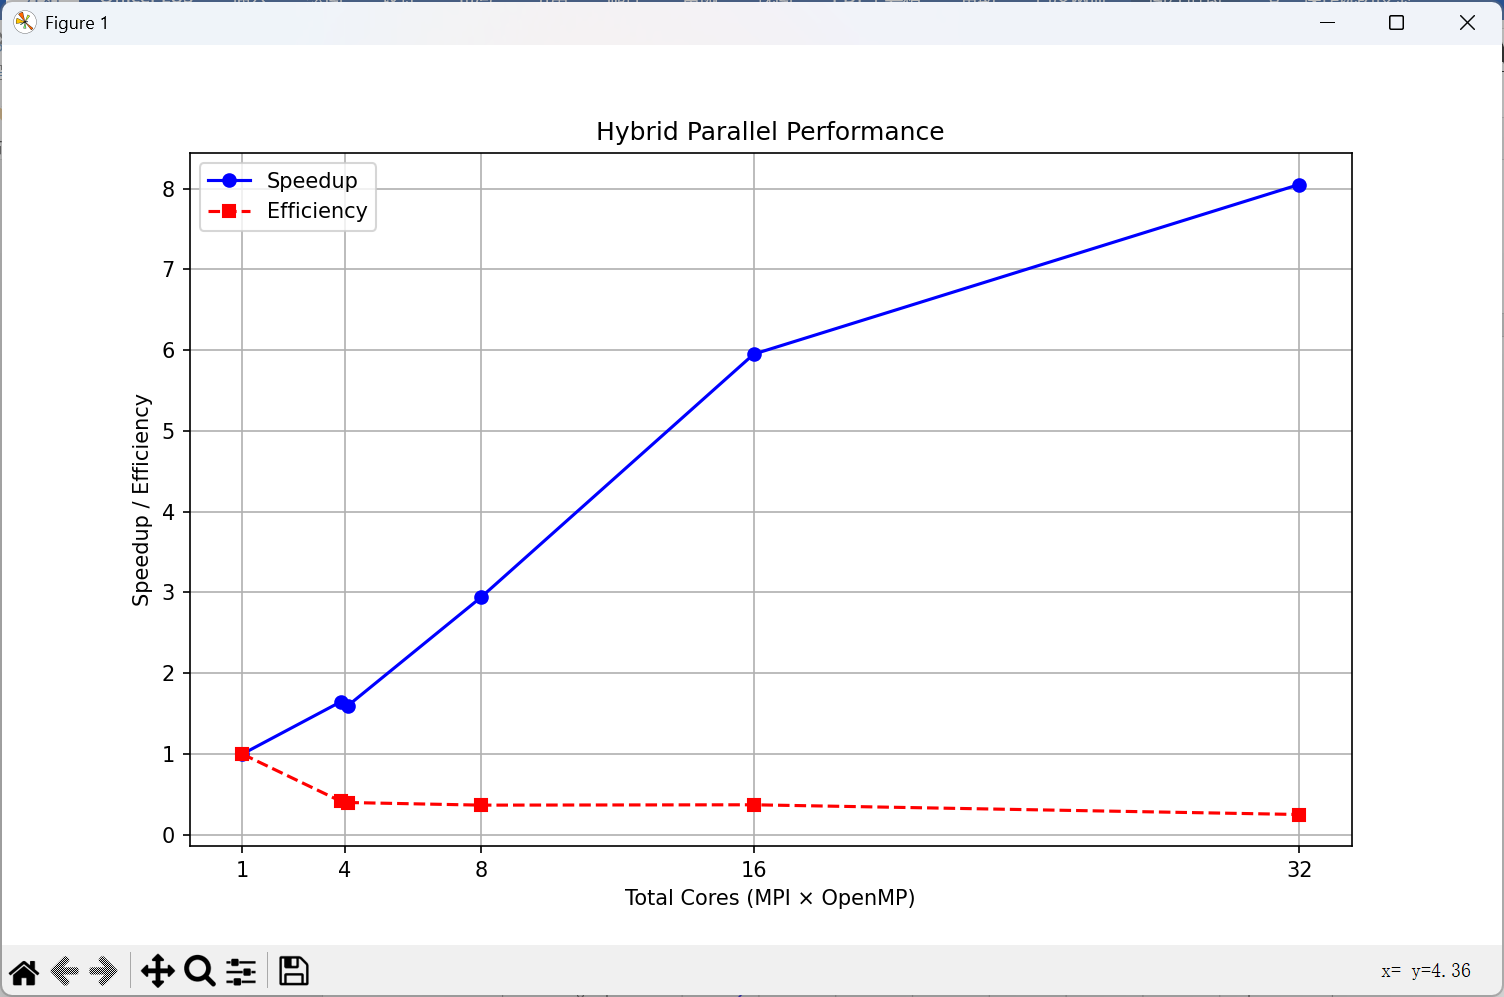 Figure 1
Hybrid Parallel Performance
Speedup
Efficiency
8
7
6
5
4
3
2
1
0
Speedup / Efficiency
1 4 8 16 32
Total Cores (MPI × OpenMP)
x= y=4.36